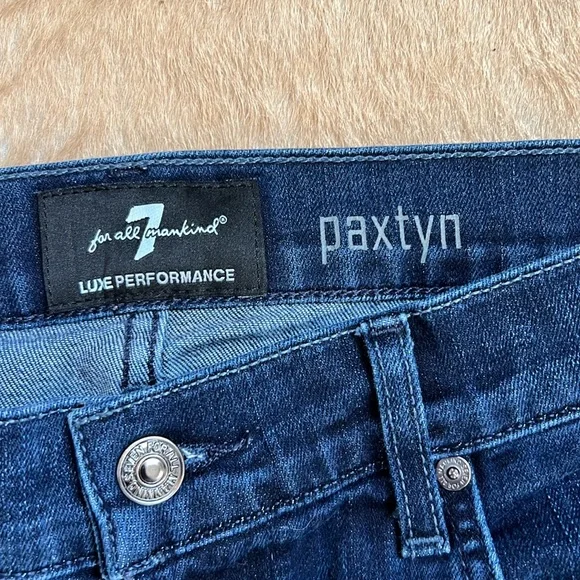 for all 7 mankind®
LUXE PERFORMANCE
paxtyn